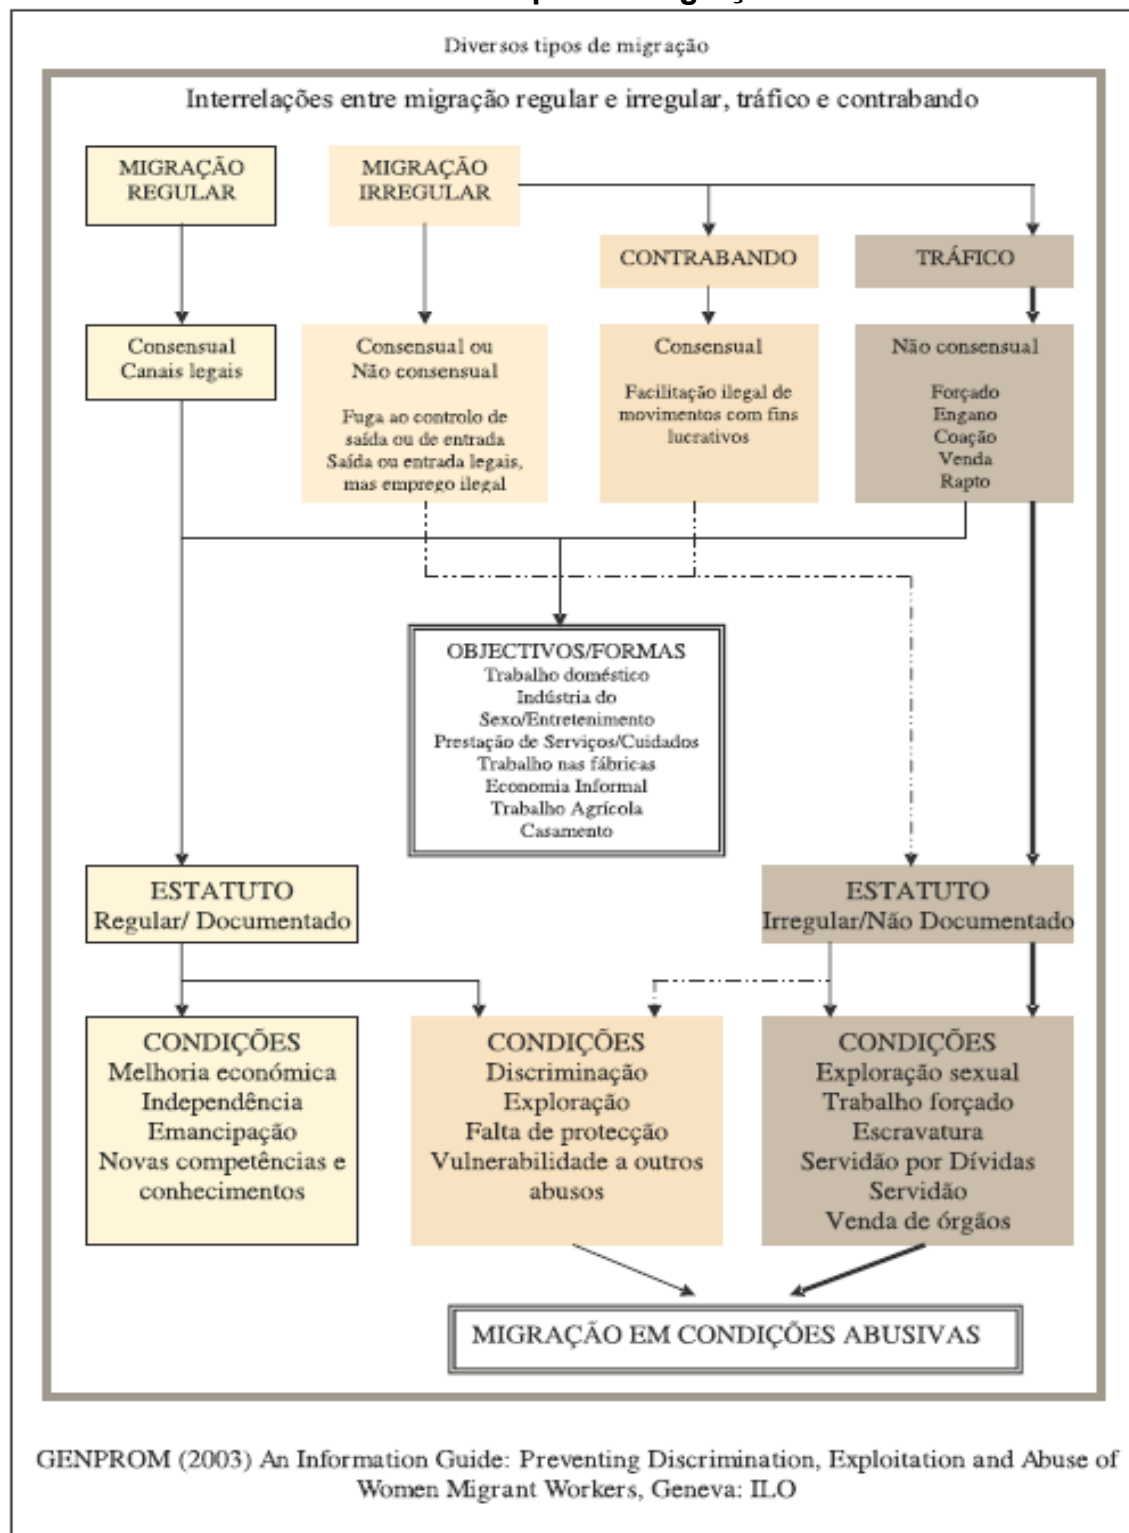 Diversos tipos de migração
Interrelações entre migração regular e irregular, tráfico e contrabando
MIGRAÇÃO
REGULAR
MIGRAÇÃO
IRREGULAR
CONTRABANDO
TRÁFICO
Consensual
Canais legais
Consensual ou
Não consensual
Fuga ao controlo de
saída ou de entrada
Saída ou entrada legais,
mas emprego ilegal
Consensual
Facilitação ilegal de
movimentos com fins
lucrativos
Não consensual
Forçado
Engano
Coação
Venda
Rapto
OBJECTIVOS/FORMAS
Trabalho doméstico
Indústria do
Sexo/Entretenimento
Prestação de Serviços/Cuidados
Trabalho nas fábricas
Economia Informal
Trabalho Agrícola
Casamento
ESTATUTO
Regular/ Documentado
ESTATUTO
Irregular/Não Documentado
CONDIÇÕES
Melhoria económica
Independência
Emancipação
Novas competências e
conhecimentos
CONDIÇÕES
Discriminação
Exploração
Falta de protecção
Vulnerabilidade a outros
abusos
CONDIÇÕES
Exploração sexual
Trabalho forçado
Escravatura
Servidão por Dívidas
Servidão
Venda de órgãos
MIGRAÇÃO EM CONDIÇÕES ABUSIVAS
GENPROM (2003) An Information Guide: Preventing Discrimination, Exploitation and Abuse of
Women Migrant Workers, Geneva: ILO